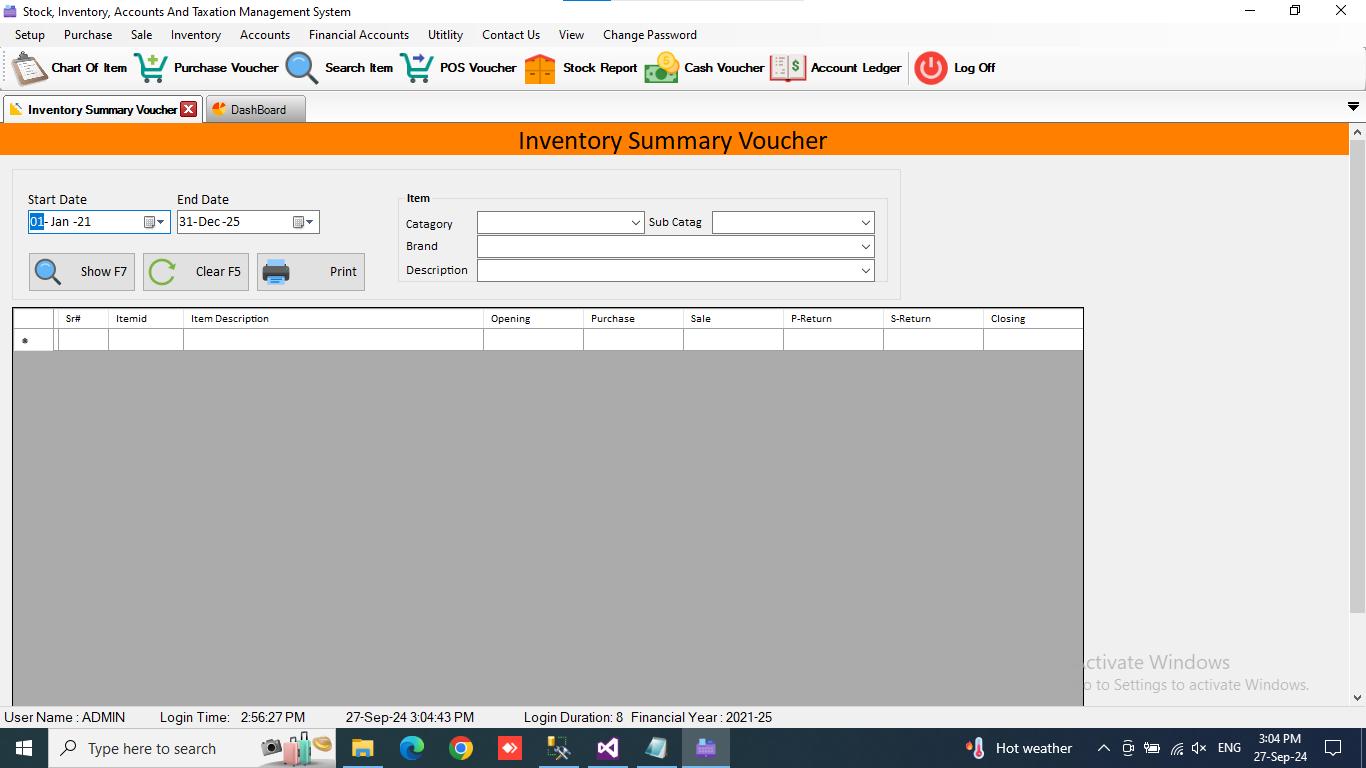 Stock, Inventory, Accounts And Taxation Management System
Setup Purchase Sale Inventory Accounts Financial Accounts Utitlity Contact Us View Change Password
Chart Of Item Purchase Voucher Search Item POS Voucher Stock Report Cash Voucher Account Ledger Log Off
Inventory Summary Voucher DashBoard
Inventory Summary Voucher
Start Date End Date
01- Jan -21 31-Dec-25
Show F7 Clear F5 Print
Item
Catagory Sub Catag
Brand
Description
Sr# Itemid Item Description Opening Purchase Sale P-Return S-Return Closing
ctivate Windows
o to Settings to activate Windows.
User Name : ADMIN Login Time: 2:56:27 PM 27-Sep-24 3:04:43 PM Login Duration: 8 Financial Year : 2021-25
Type here to search Hot weather ENG 3:04 PM
27-Sep-24